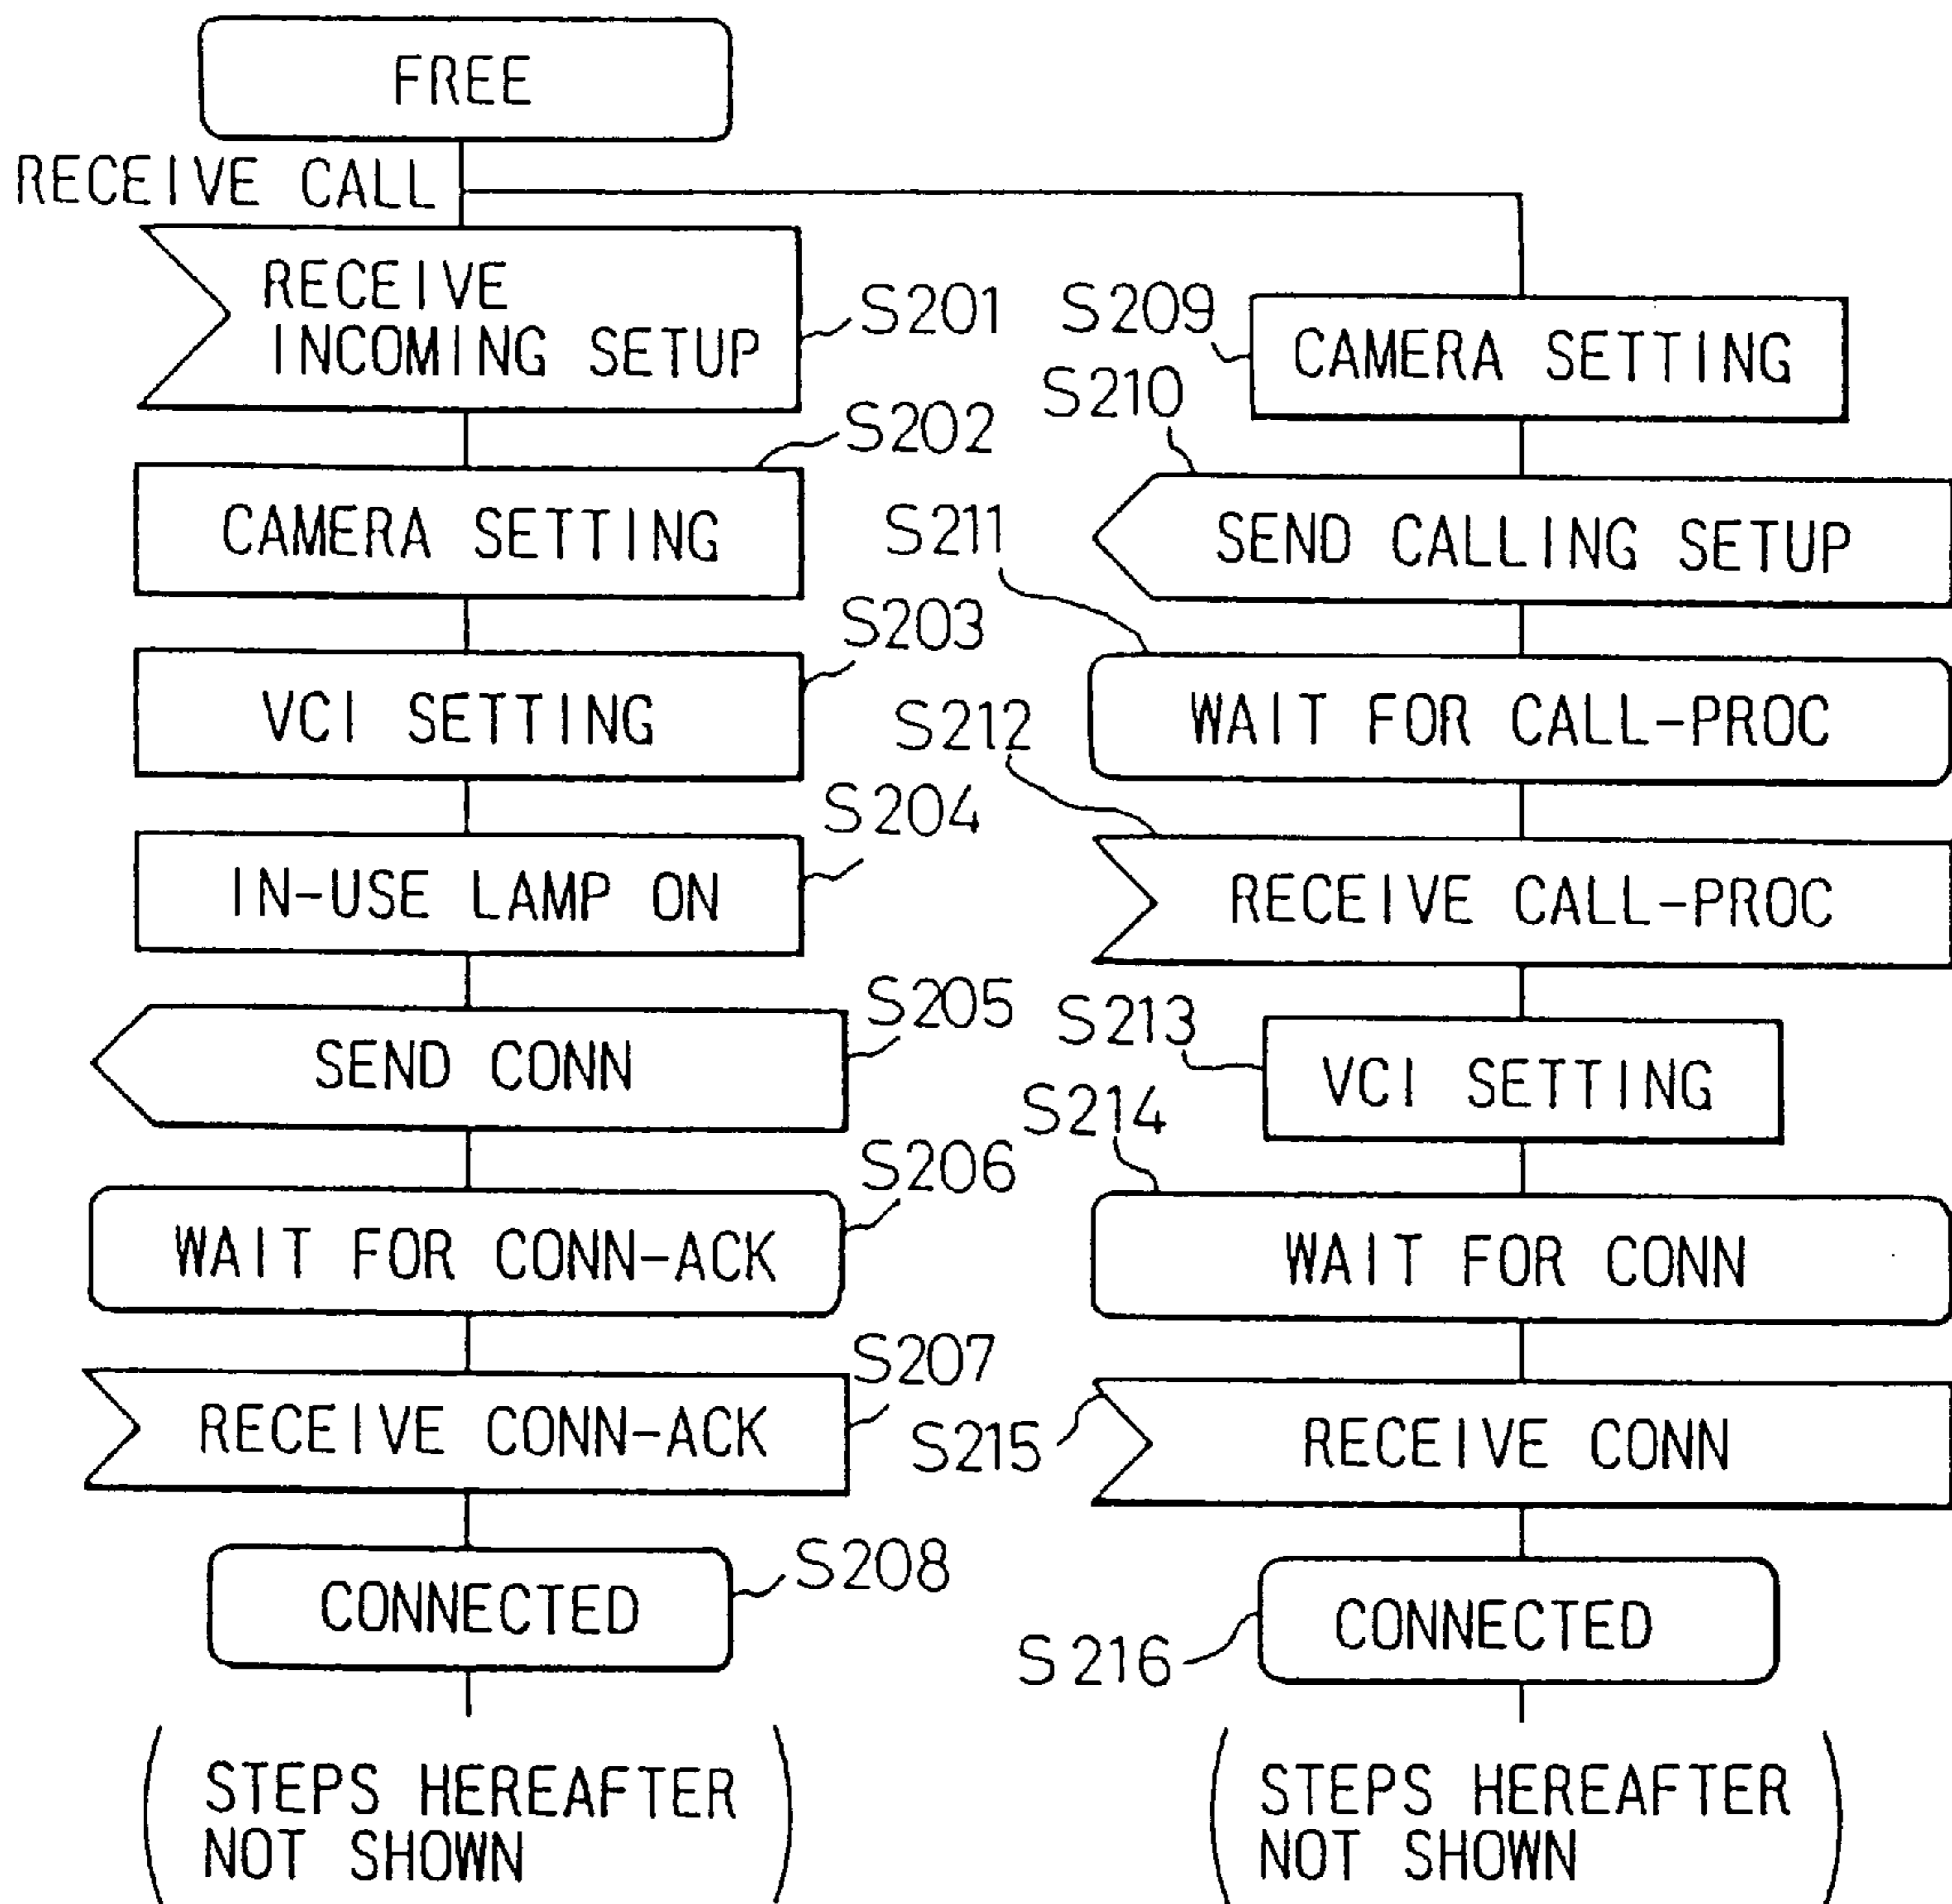 FREE
RECEIVE CALL
RECEIVE
INCOMING SETUP
S201
CAMERA SETTING
S202
VCI SETTING
S203
IN-USE LAMP ON
S204
SEND CONN
S205
WAIT FOR CONN-ACK
S206
RECEIVE CONN-ACK
S207
CONNECTED
S208
STEPS HEREAFTER
NOT SHOWN
S209
CAMERA SETTING
S210
SEND CALLING SETUP
S211
WAIT FOR CALL-PROC
S212
RECEIVE CALL-PROC
S213
VCI SETTING
S214
WAIT FOR CONN
S215
RECEIVE CONN
S216
CONNECTED
STEPS HEREAFTER
NOT SHOWN